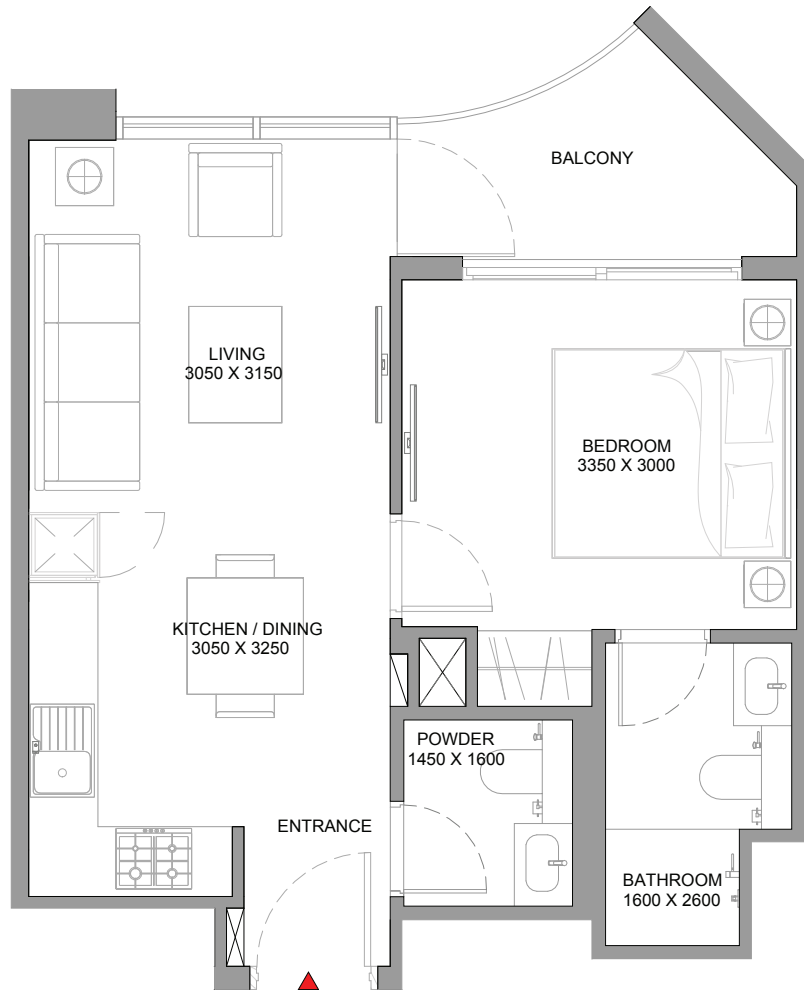 BALCONY
LIVING
3050 X 3150
BEDROOM
3350 X 3000
KITCHEN / DINING
3050 X 3250
POWDER
1450 X 1600
ENTRANCE
BATHROOM
1600 X 2600